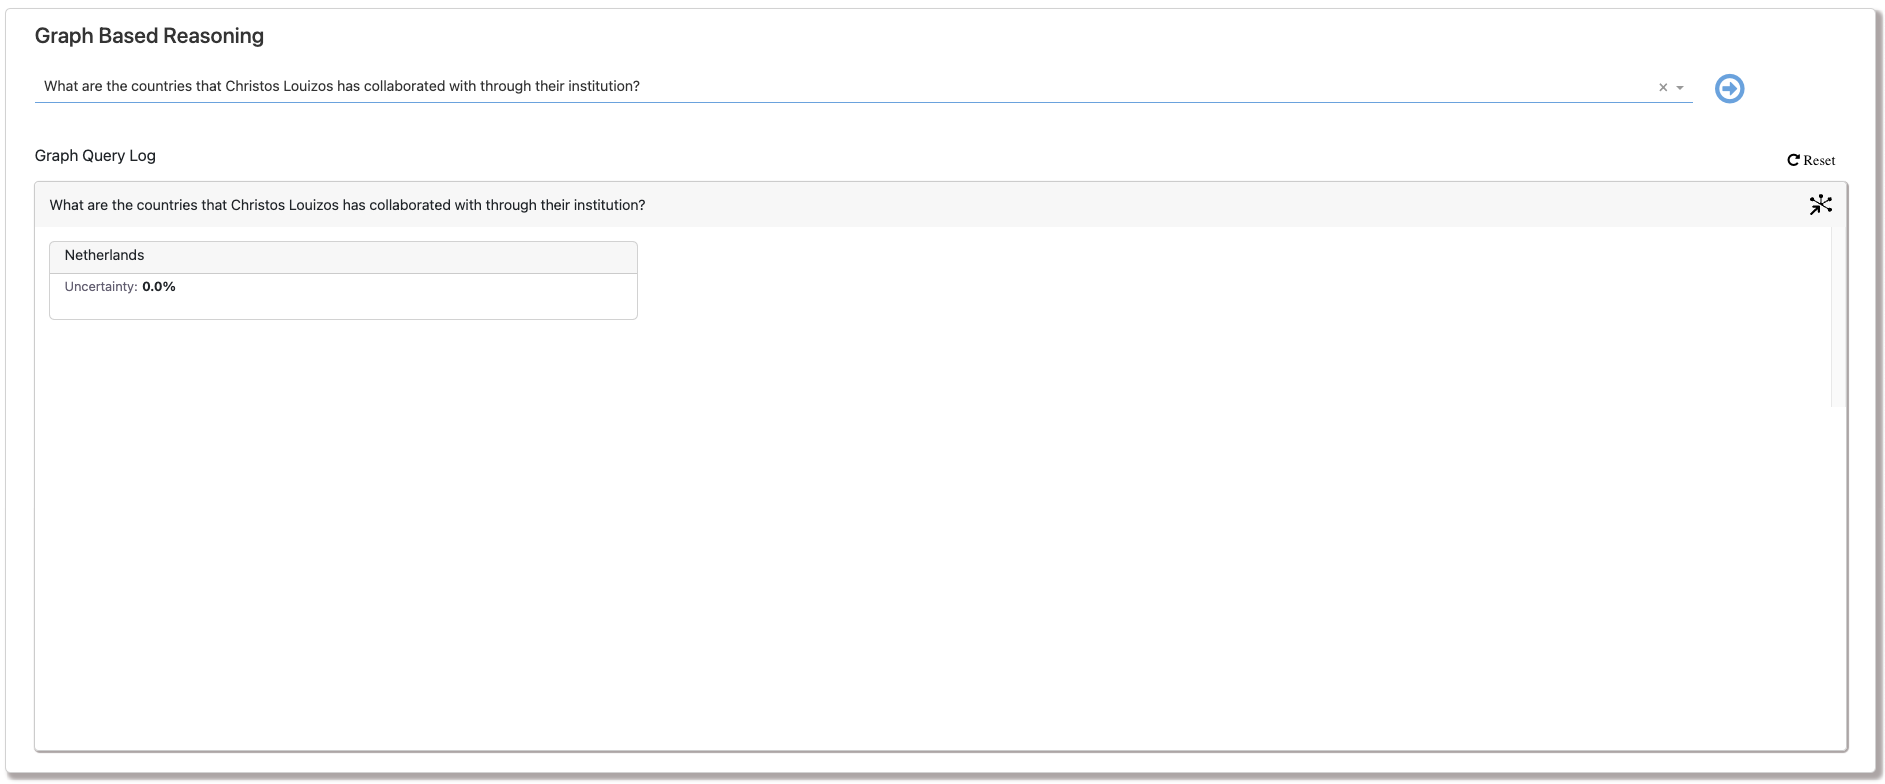 Graph Based Reasoning
What are the countries that Christos Louizos has collaborated with through their institution?
Graph Query Log
Reset
What are the countries that Christos Louizos has collaborated with through their institution?
Netherlands
Uncertainty: 0.0%